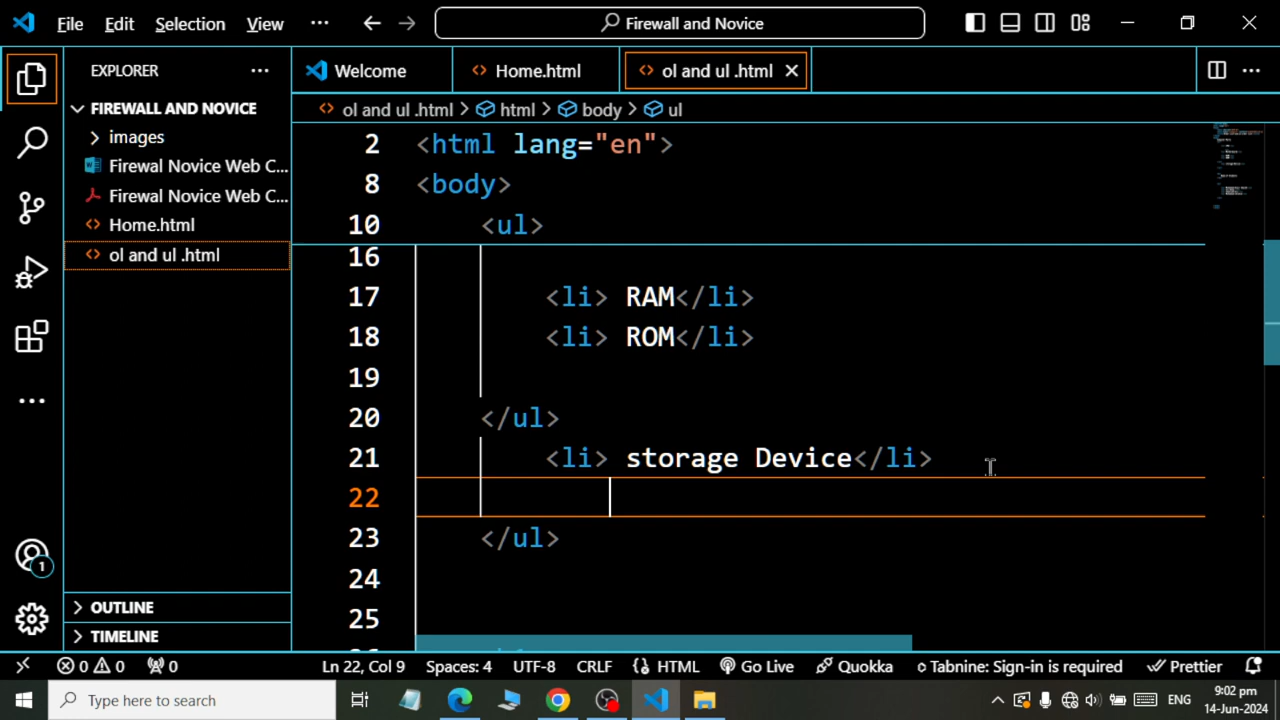 File Edit Selection View ··· Firewall and Novice
EXPLORER ···
Welcome Home.html ol and ul .html
FIREWALL AND NOVICE
ol and ul .html > html > body > ul
images
Firewal Novice Web C...
Firewal Novice Web C...
Home.html
ol and ul .html
2 <html lang="en">
8 <body>
10 <ul>
16
17 <li> RAM</li>
18 <li> ROM</li>
19
20 </ul>
21 <li> storage Device</li>
22
23 </ul>
24
25
1
OUTLINE
TIMELINE
0 0 0 Ln 22, Col 9 Spaces: 4 UTF-8 CRLF HTML Go Live Quokka Tabnine: Sign-in is required Prettier
Type here to search ENG
9:02 pm
14-Jun-2024